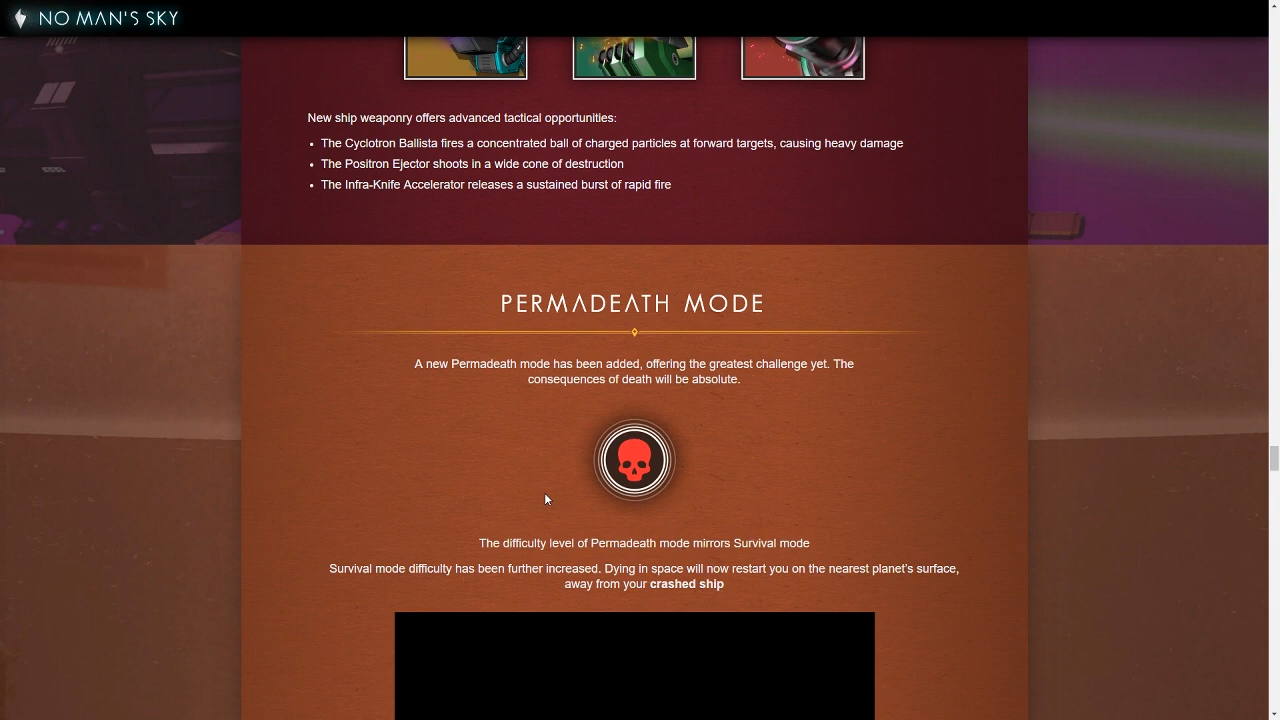 NO MAN'S SKY
New ship weaponry offers advanced tactical opportunities:
The Cyclotron Ballista fires a concentrated ball of charged particles at forward targets, causing heavy damage
The Positron Ejector shoots in a wide cone of destruction
The Infra-Knife Accelerator releases a sustained burst of rapid fire
PERMADEATH MODE
A new Permadeath mode has been added, offering the greatest challenge yet. The
consequences of death will be absolute.
The difficulty level of Permadeath mode mirrors Survival mode
Survival mode difficulty has been further increased. Dying in space will now restart you on the nearest planet’s surface,
away from your crashed ship